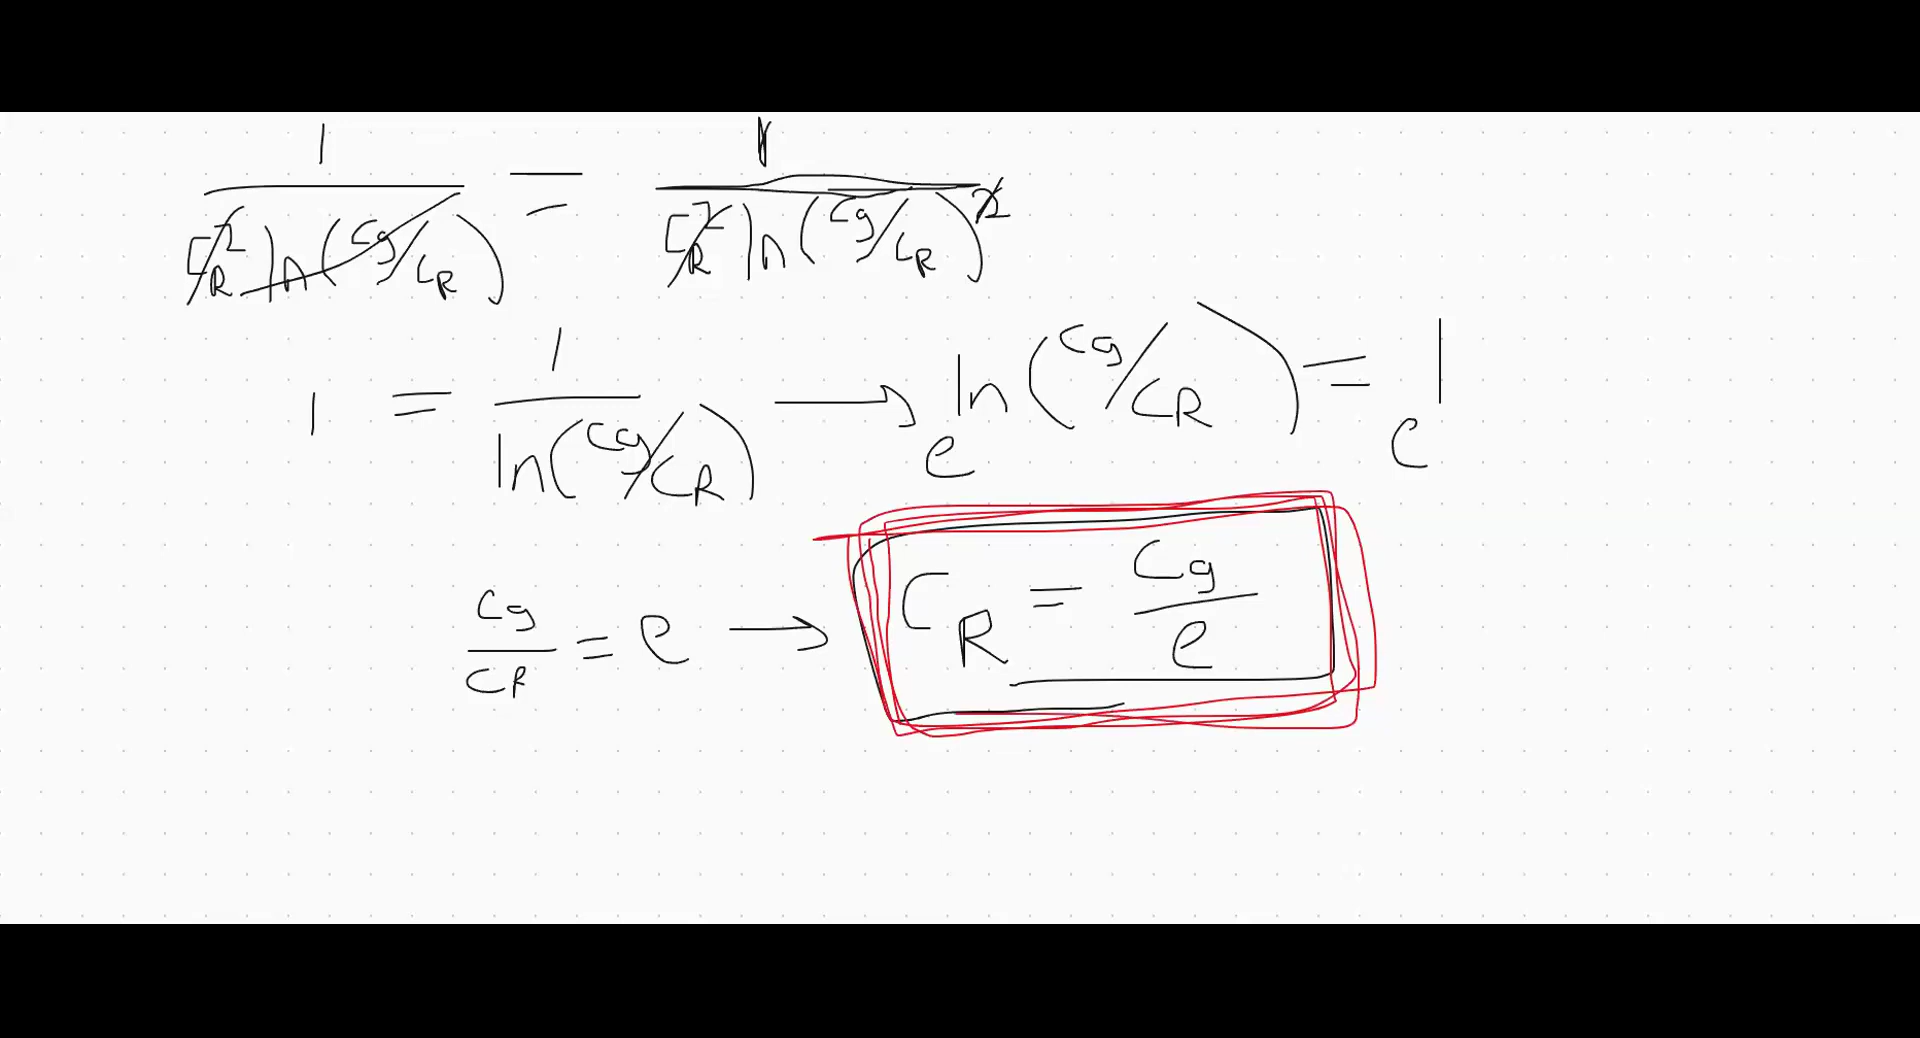 1 / (C_R^2 ln(Cg/C_R)) = 1 / (C_R^2 ln(Cg/C_R)^2)
1 = 1 / ln(Cg/C_R) → e^ln(Cg/C_R) = e^1
Cg/C_R = e → C_R = Cg/e